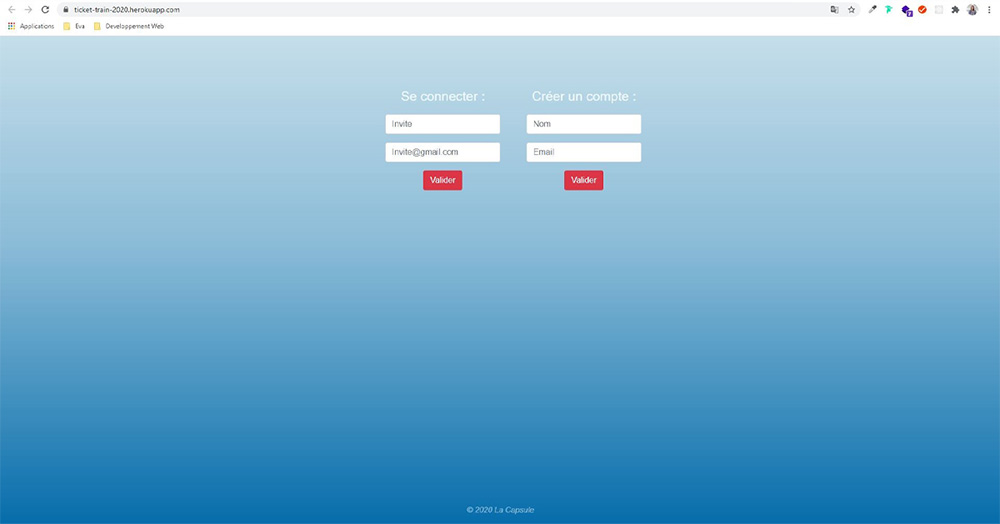 ticket-train-2020.herokuapp.com
Applications Eva Developpement Web
Se connecter :
Invite
Invite@gmail.com
Valider
Créer un compte :
Nom
Email
Valider
© 2020 La Capsule